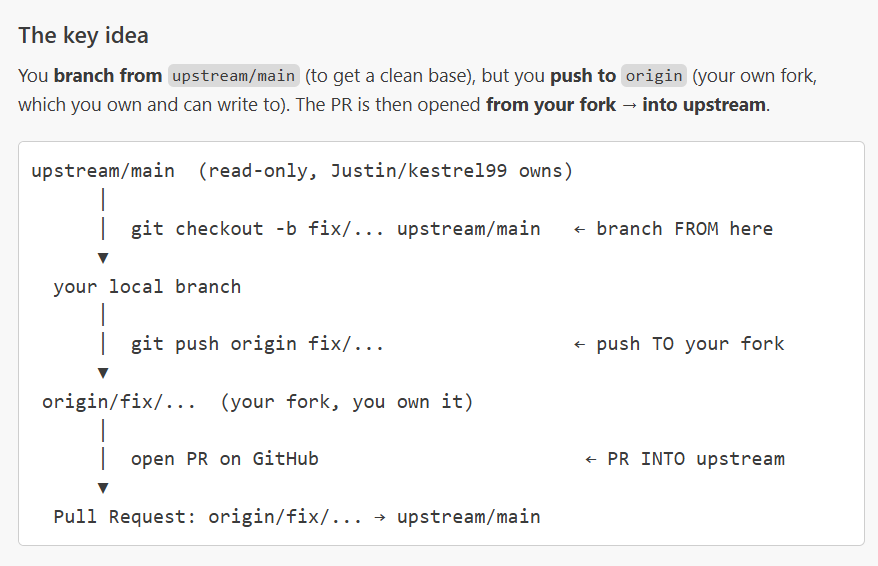 The key idea
You branch from upstream/main (to get a clean base), but you push to origin (your own fork,
which you own and can write to). The PR is then opened from your fork → into upstream.
upstream/main  (read-only, Justin/kestrel99 owns)
│
│  git checkout -b fix/... upstream/main   ← branch FROM here
▼
your local branch
│
│  git push origin fix/...                 ← push TO your fork
▼
origin/fix/...  (your fork, you own it)
│
│  open PR on GitHub                        ← PR INTO upstream
▼
Pull Request: origin/fix/... → upstream/main